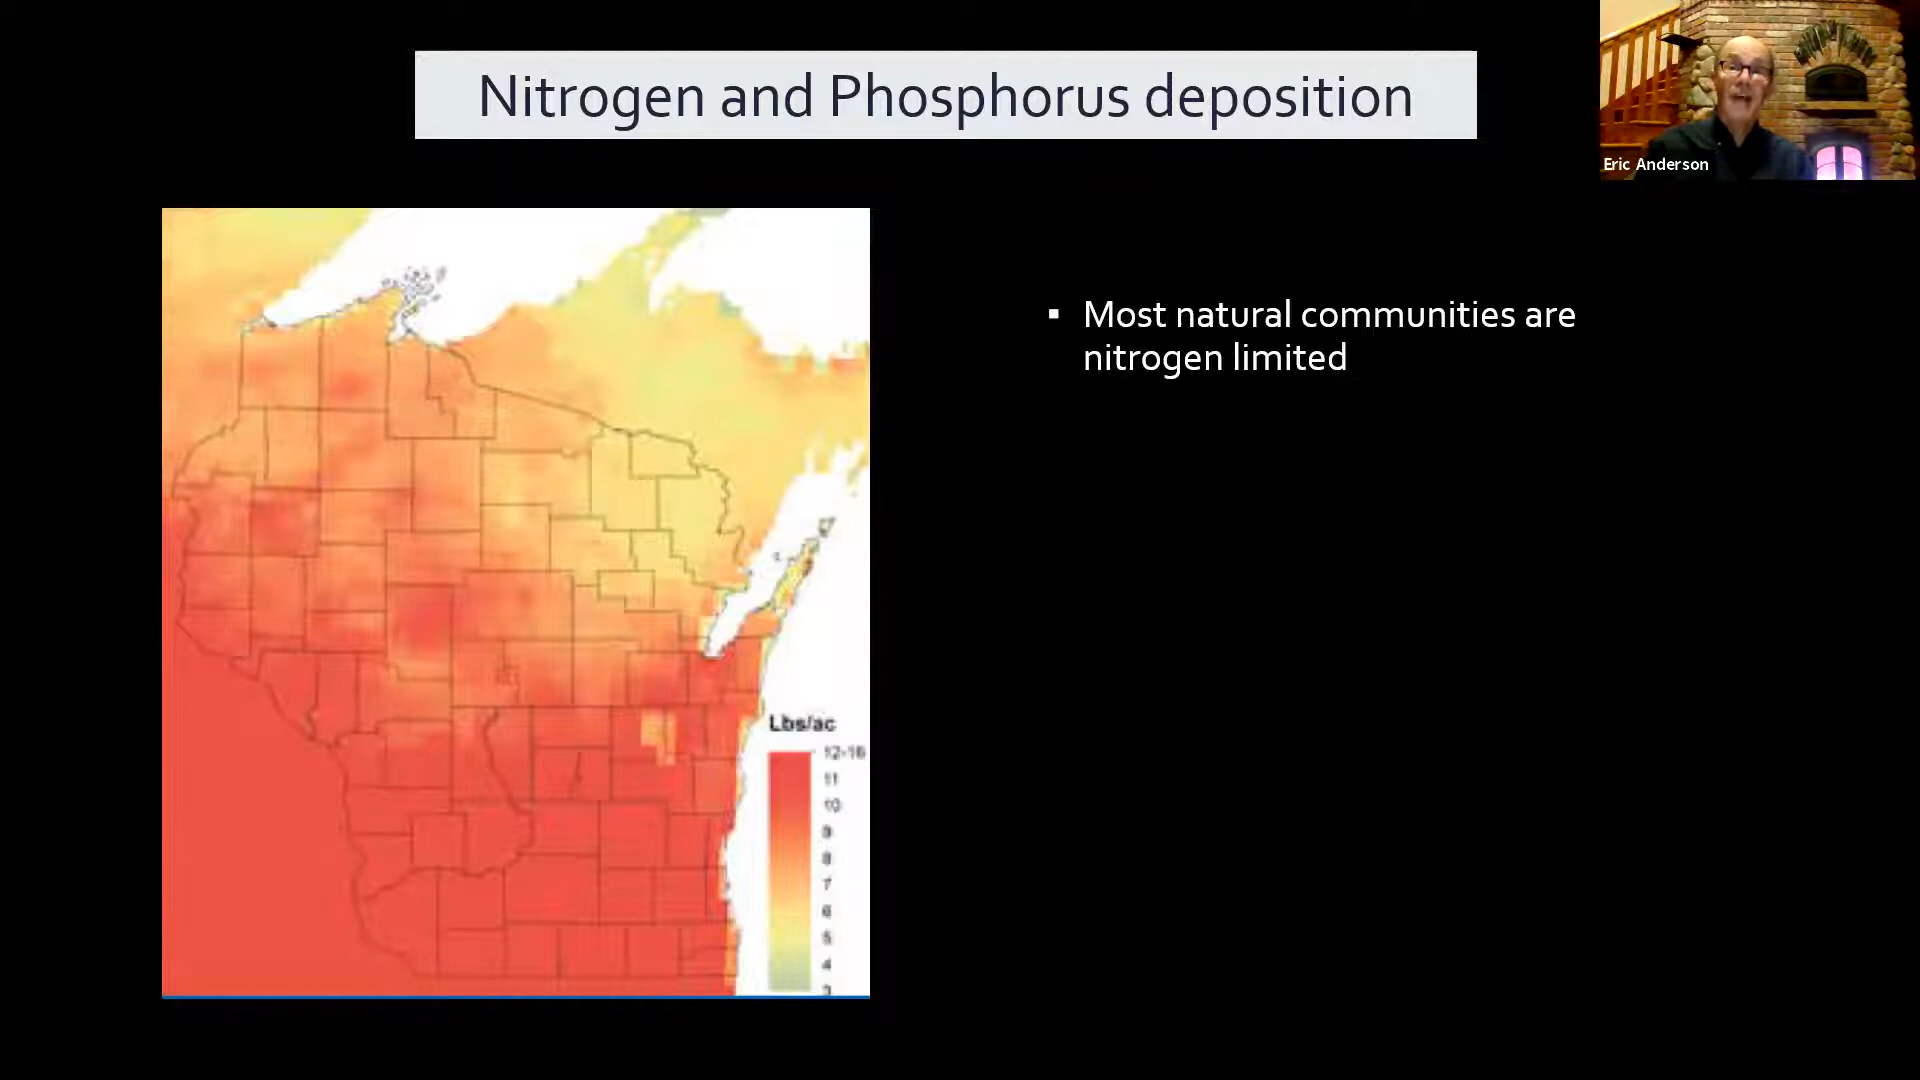 Nitrogen and Phosphorus deposition
Eric Anderson
▪ Most natural communities are
nitrogen limited
Lbs/ac
12-16
11
10
9
8
7
6
5
4
3